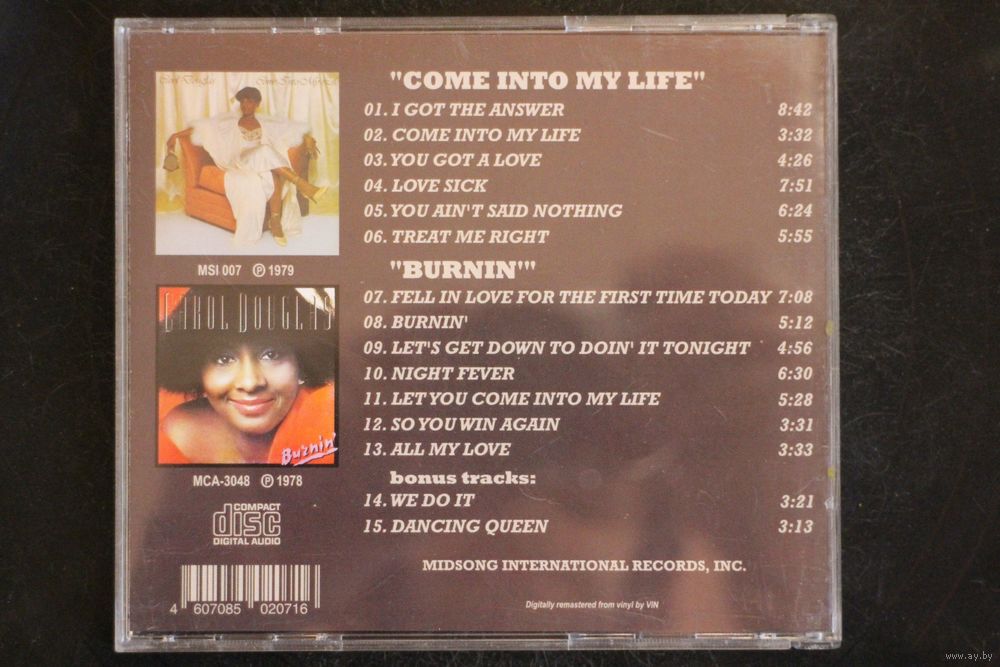 "COME INTO MY LIFE"
01. I GOT THE ANSWER 8:42
02. COME INTO MY LIFE 3:32
03. YOU GOT A LOVE 4:26
04. LOVE SICK 7:51
05. YOU AIN'T SAID NOTHING 6:24
06. TREAT ME RIGHT 5:55
MSI 007 ℗ 1979
"BURNIN'"
07. FELL IN LOVE FOR THE FIRST TIME TODAY 7:08
08. BURNIN' 5:12
09. LET'S GET DOWN TO DOIN' IT TONIGHT 4:56
10. NIGHT FEVER 6:30
11. LET YOU COME INTO MY LIFE 5:28
12. SO YOU WIN AGAIN 3:31
13. ALL MY LOVE 3:33
CAROL DOUGLAS
Burnin'
MCA-3048 ℗ 1978
bonus tracks:
14. WE DO IT 3:21
15. DANCING QUEEN 3:13
COMPACT
disc
DIGITAL AUDIO
MIDSONG INTERNATIONAL RECORDS, INC.
4 607085 020716
Digitally remastered from vinyl by VIN
www.ay.by